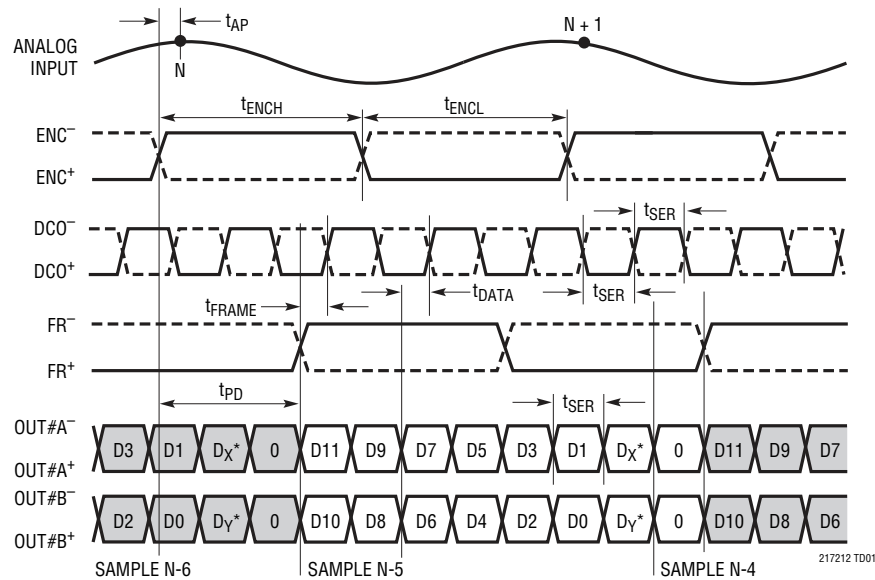 tAP
N + 1
ANALOG
INPUT
N
tENCH
tENCL
ENC–
ENC+
tSER
DCO–
DCO+
tDATA
tSER
tFRAME
FR–
FR+
tPD
tSER
OUT#A–
D3 D1 DX* 0 D11 D9 D7 D5 D3 D1 DX* 0 D11 D9 D7
OUT#A+
OUT#B–
D2 D0 DY* 0 D10 D8 D6 D4 D2 D0 DY* 0 D10 D8 D6
OUT#B+
SAMPLE N-6
SAMPLE N-5
SAMPLE N-4
217212 TD01